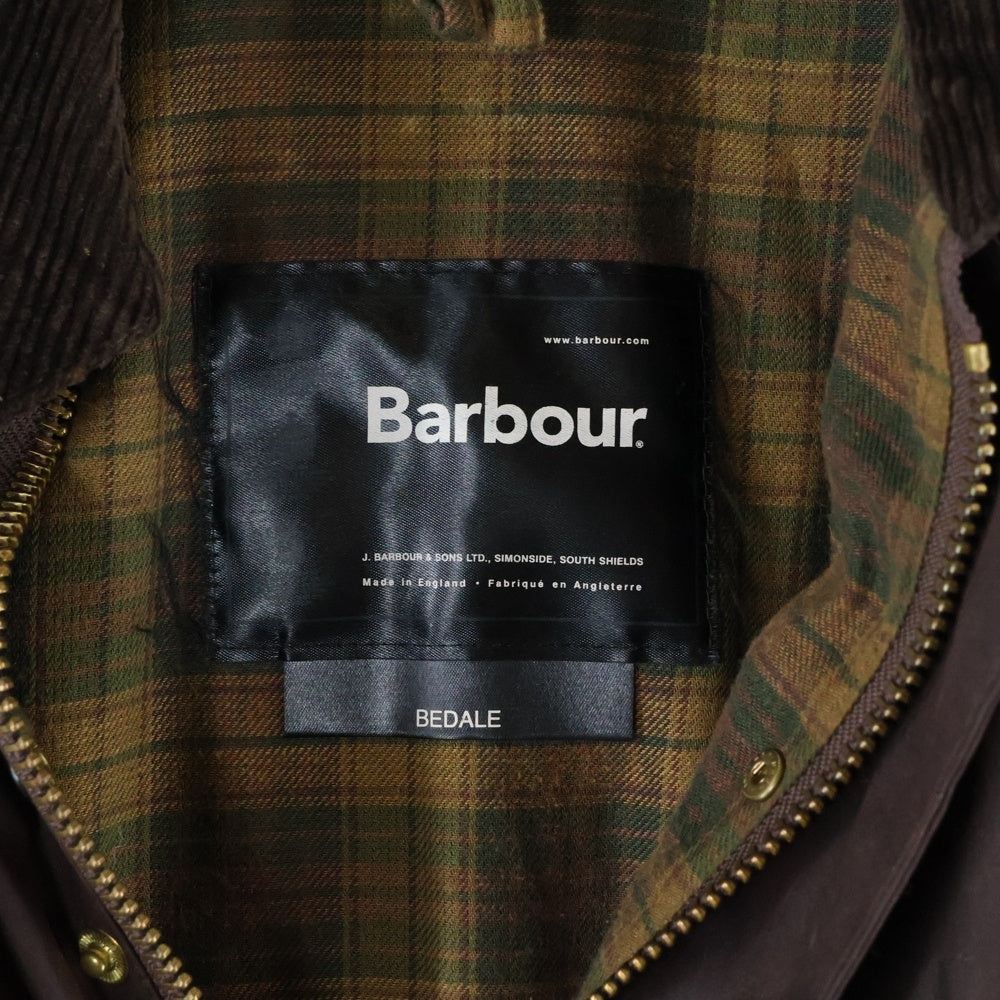 www.barbour.com
Barbour®
J. BARBOUR & SONS LTD., SIMONSIDE, SOUTH SHIELDS
Made in England • Fabriqué en Angleterre
BEDALE